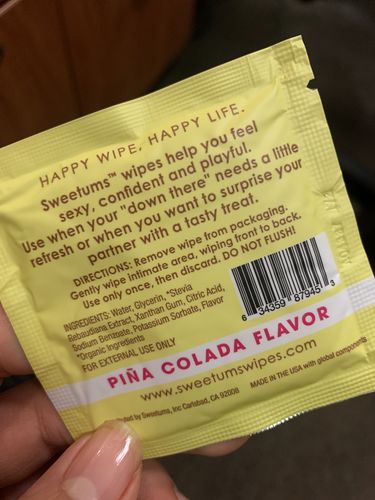 HAPPY WIPE, HAPPY LIFE.
Sweetums™ wipes help you feel
sexy, confident and playful.
Use when your "down there" needs a little
refresh or when you want to surprise your
partner with a tasty treat.
DIRECTIONS: Remove wipe from packaging.
Gently wipe intimate area, wiping front to back.
Use only once, then discard. DO NOT FLUSH!
INGREDIENTS: Water, Glycerin, *Stevia
Rebaudiana Extract, Xanthan Gum, Citric Acid,
Sodium Benzoate, Potassium Sorbate, Flavor
*Organic Ingredients
FOR EXTERNAL USE ONLY
6 34359 87945 3
PIÑA COLADA FLAVOR
www.sweetumswipes.com
by Sweetums, Inc Carlsbad, CA 92008 MADE IN THE USA with global components